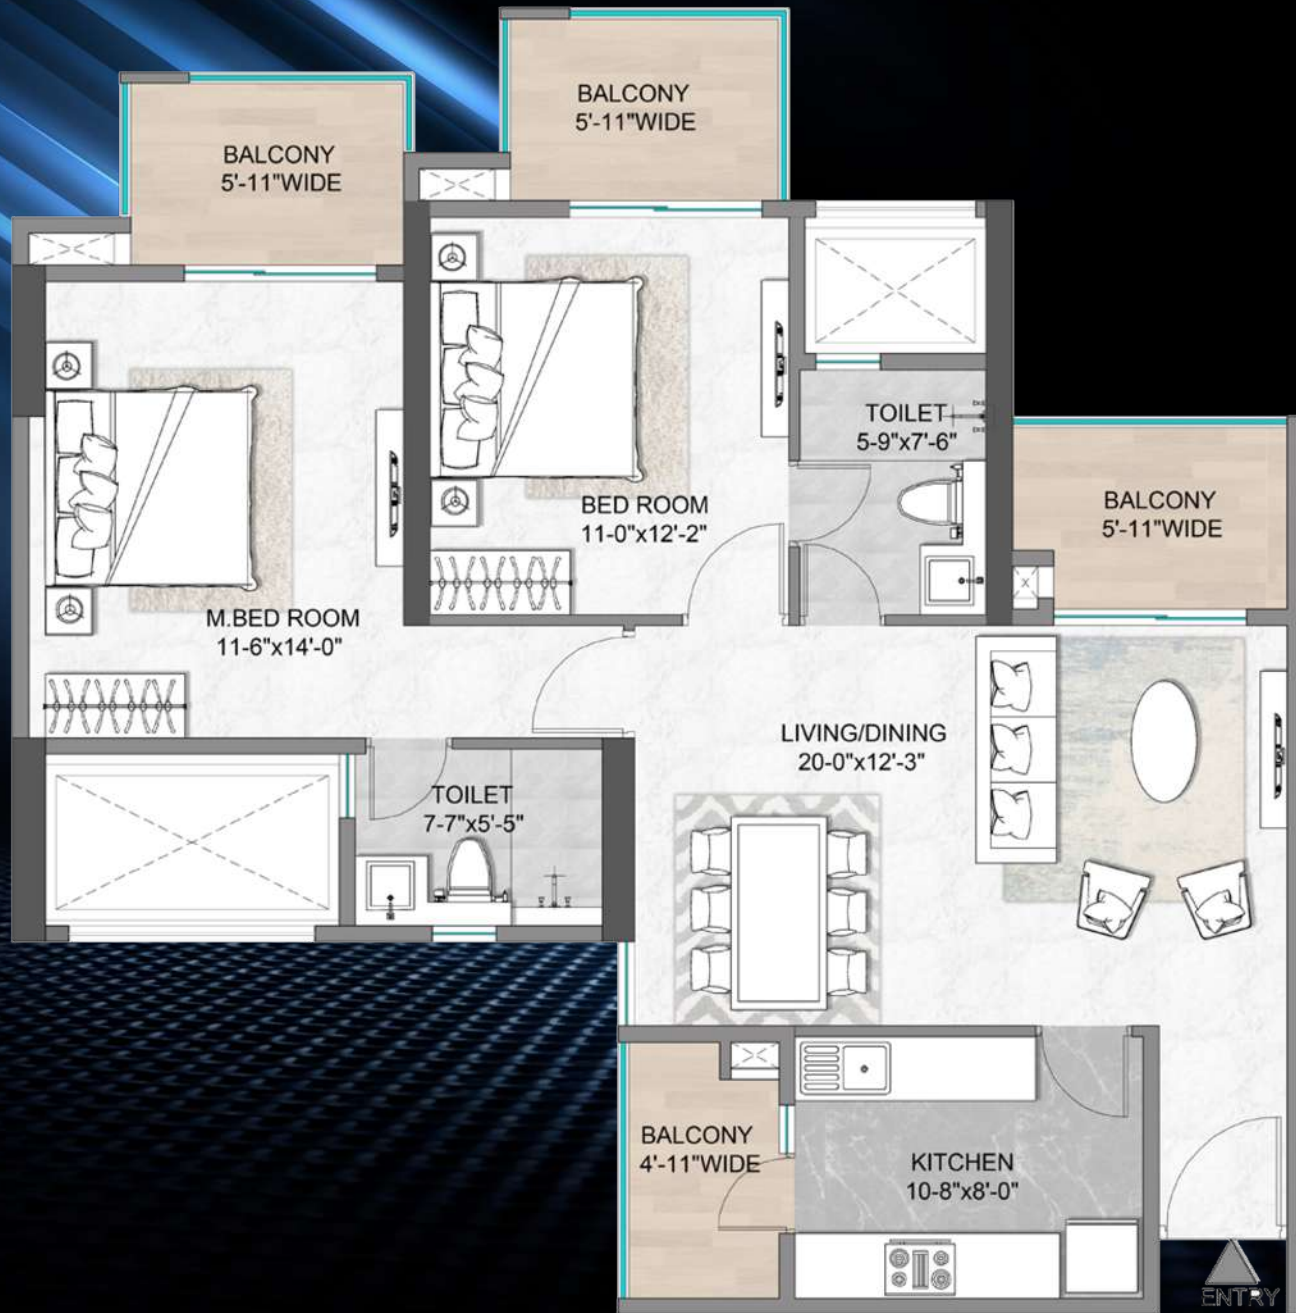 BALCONY
5'-11"WIDE
BALCONY
5'-11"WIDE
TOILET
5-9"x7'-6"
BED ROOM
11-0"x12'-2"
BALCONY
5'-11"WIDE
M.BED ROOM
11-6"x14'-0"
LIVING/DINING
20-0"x12'-3"
TOILET
7-7"x5'-5"
BALCONY
4'-11"WIDE
KITCHEN
10-8"x8'-0"
ENTRY